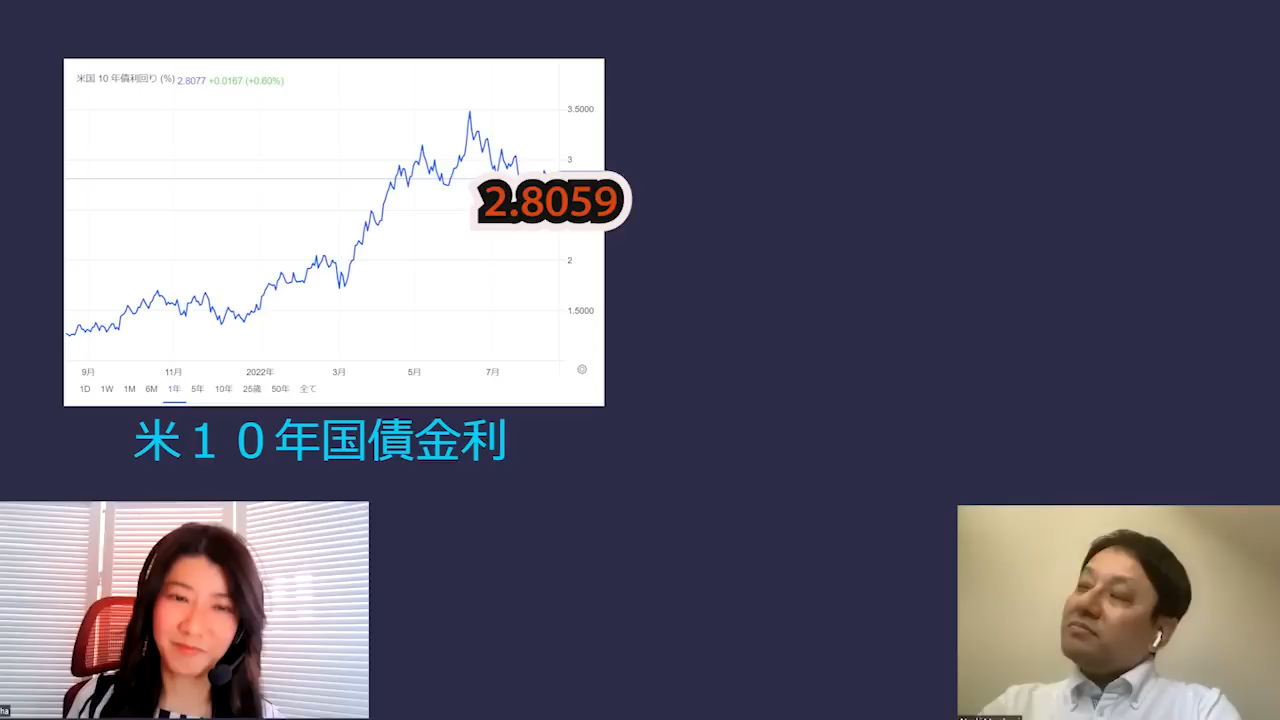 米国 10 年債利回り (%) 2.8077 +0.0167 (+0.60%)
3.5000
3
2.8059
2
1.5000
9月 11月 2022年 3月 5月 7月
1D 1W 1M 6M 1年 5年 10年 25歳 50年 全て
米１０年国債金利
ha